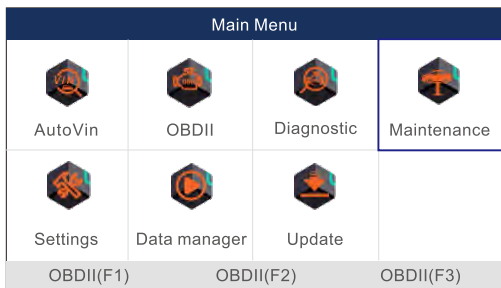 Main Menu
AutoVin OBDII Diagnostic Maintenance
Settings Data manager Update
OBDII(F1) OBDII(F2) OBDII(F3)